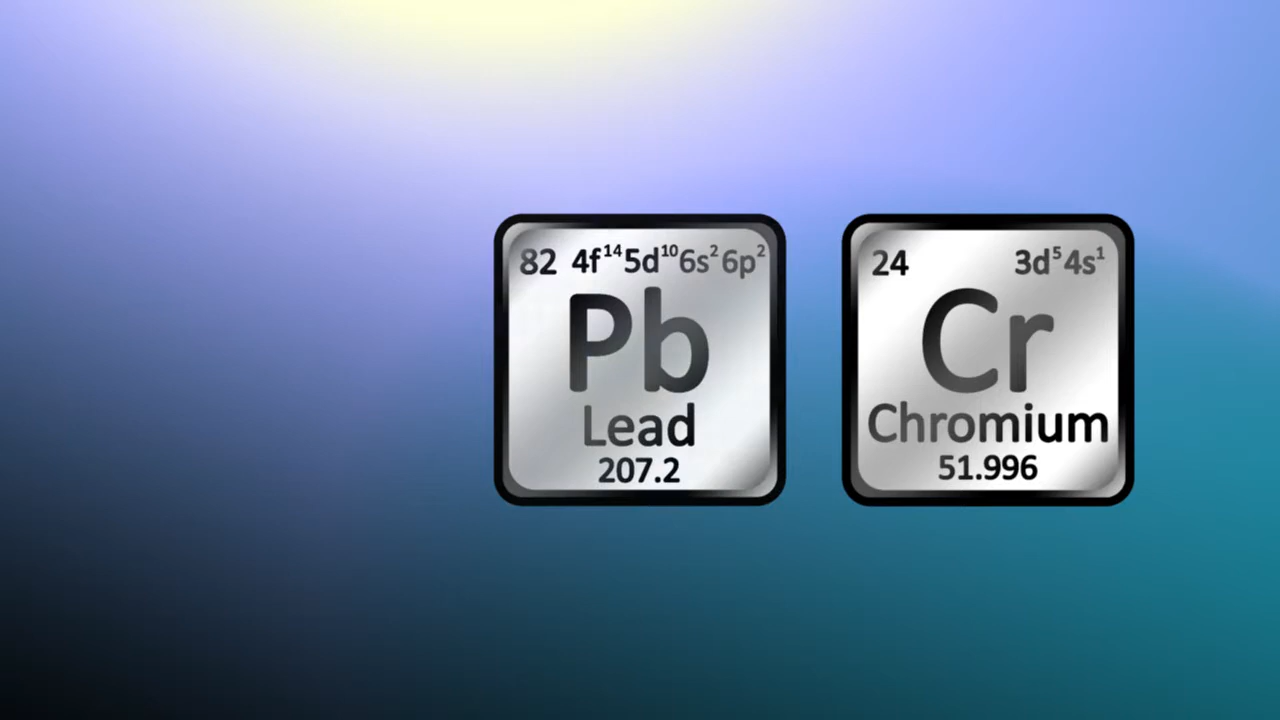 82 4f¹⁴5d¹⁰6s²6p²
Pb
Lead
207.2
24 3d⁵4s¹
Cr
Chromium
51.996